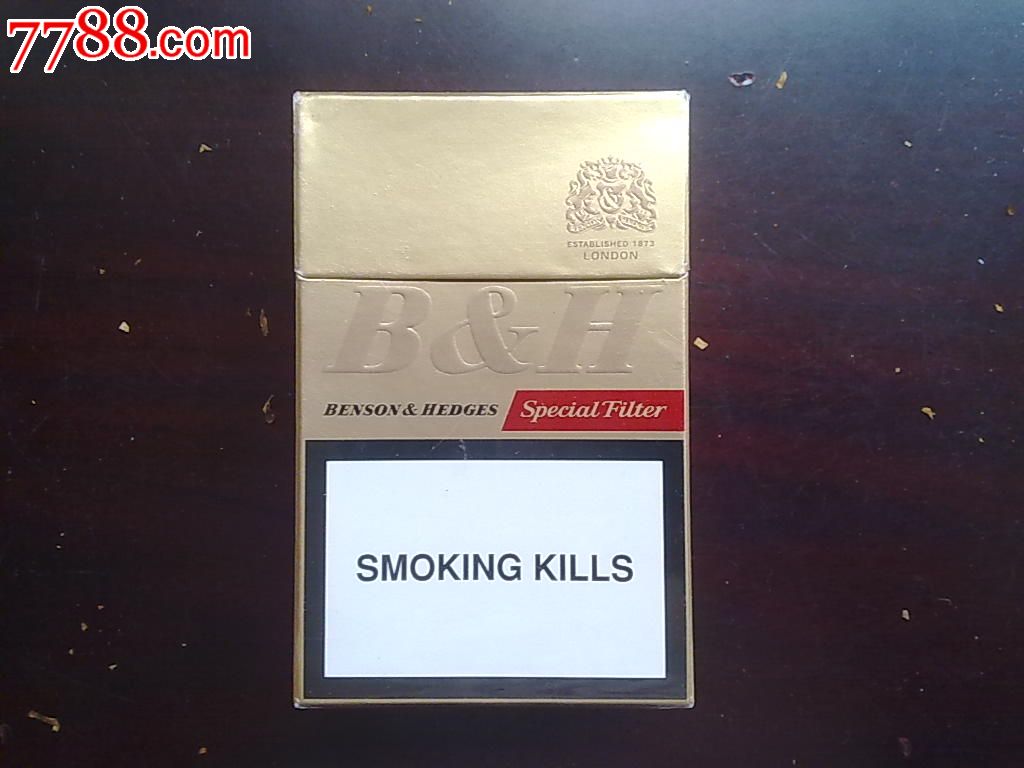 7788.com
ESTABLISHED 1873
LONDON
B&H
BENSON & HEDGES Special Filter
SMOKING KILLS